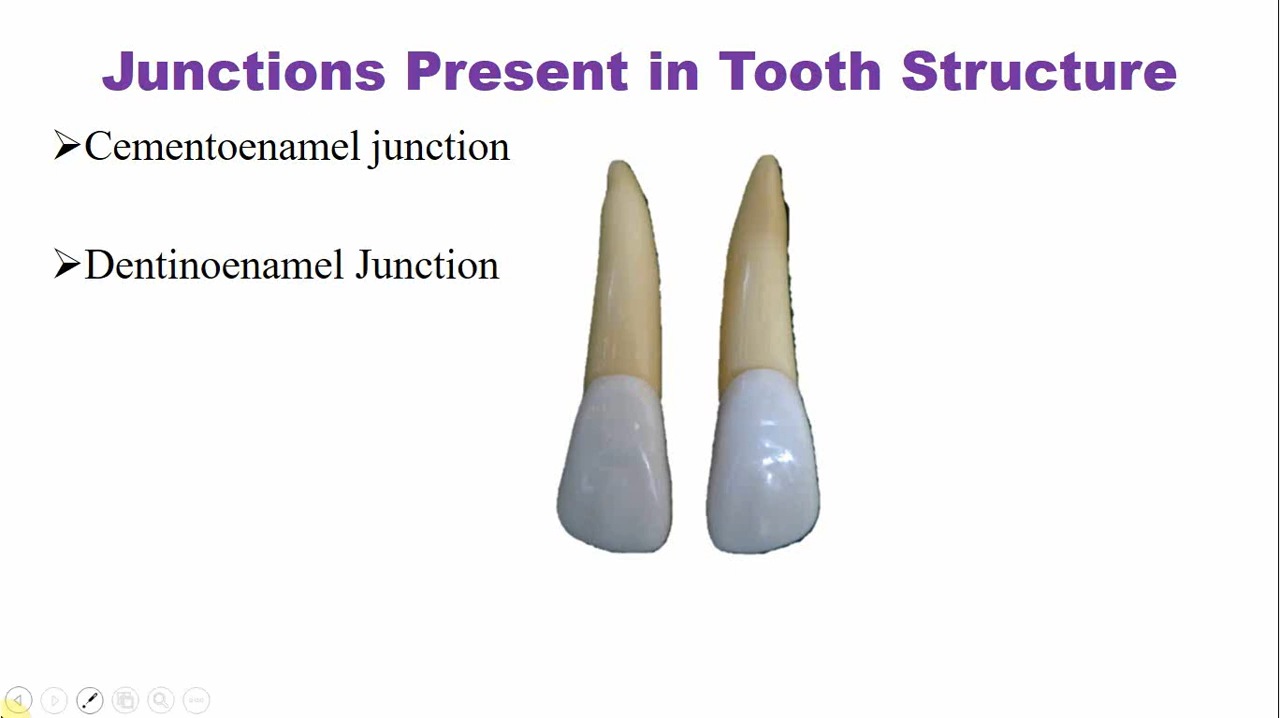 Junctions Present in Tooth Structure
➢Cementoenamel junction
➢Dentinoenamel Junction